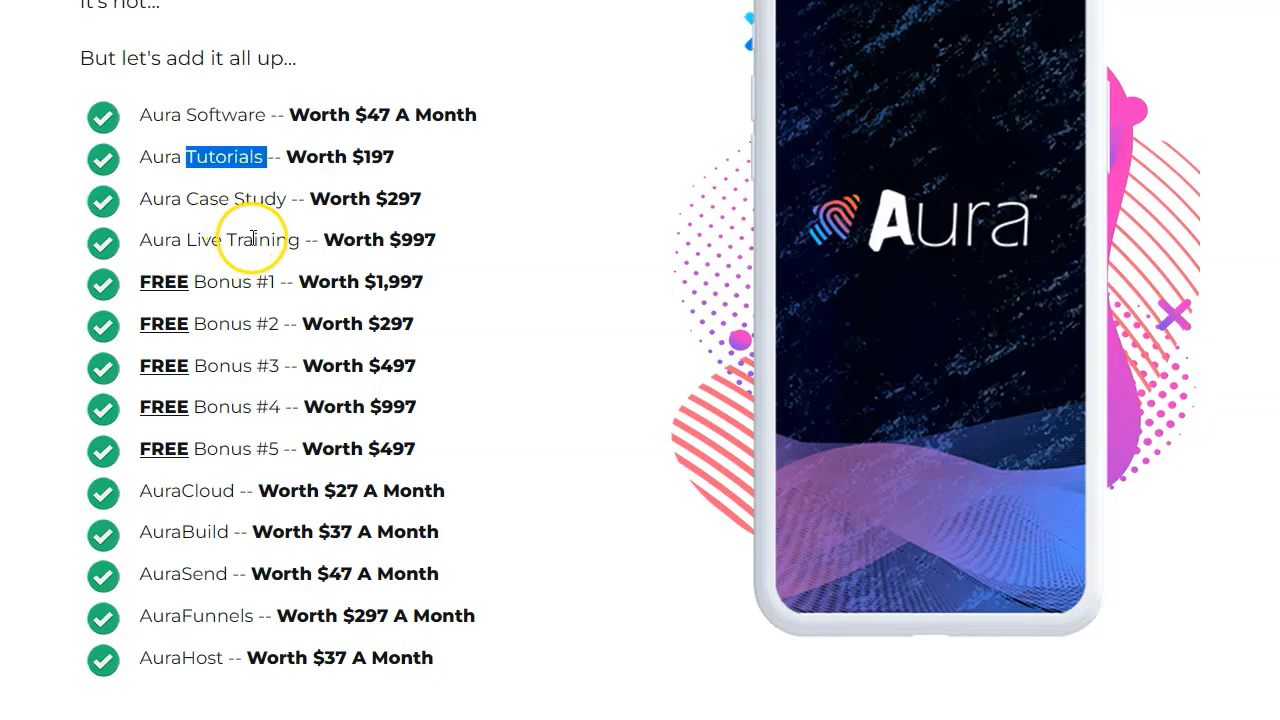 It's not...
But let's add it all up...
Aura Software -- Worth $47 A Month
Aura Tutorials -- Worth $197
Aura Case Study -- Worth $297
Aura Live Training -- Worth $997
FREE Bonus #1 -- Worth $1,997
FREE Bonus #2 -- Worth $297
FREE Bonus #3 -- Worth $497
FREE Bonus #4 -- Worth $997
FREE Bonus #5 -- Worth $497
AuraCloud -- Worth $27 A Month
AuraBuild -- Worth $37 A Month
AuraSend -- Worth $47 A Month
AuraFunnels -- Worth $297 A Month
AuraHost -- Worth $37 A Month
Aura